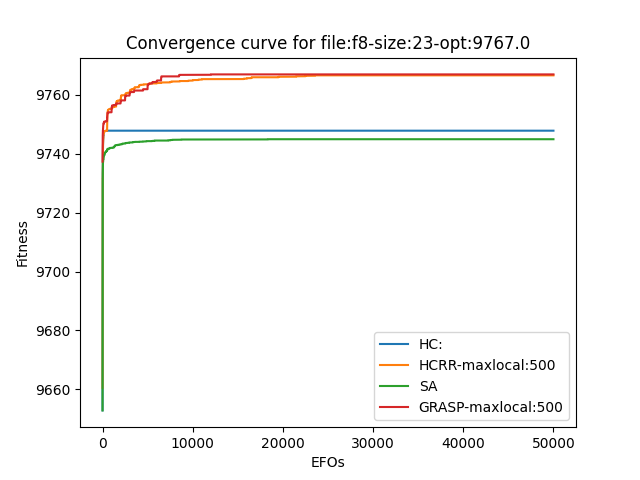 Convergence curve for file:f8-size:23-opt:9767.0
Fitness
9760
9740
9720
9700
9680
9660
HC:
HCRR-maxlocal:500
SA
GRASP-maxlocal:500
0
10000
20000
30000
40000
50000
EFOs